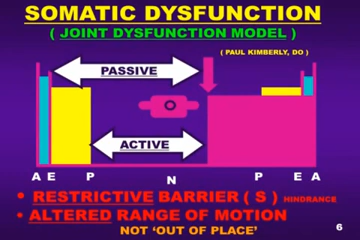 SOMATIC DYSFUNCTION
( JOINT DYSFUNCTION MODEL )
( PAUL KIMBERLY, DO )
PASSIVE
ACTIVE
A E P N P E A
• RESTRICTIVE BARRIER ( S ) HINDRANCE
• ALTERED RANGE OF MOTION
NOT ‘OUT OF PLACE’
6